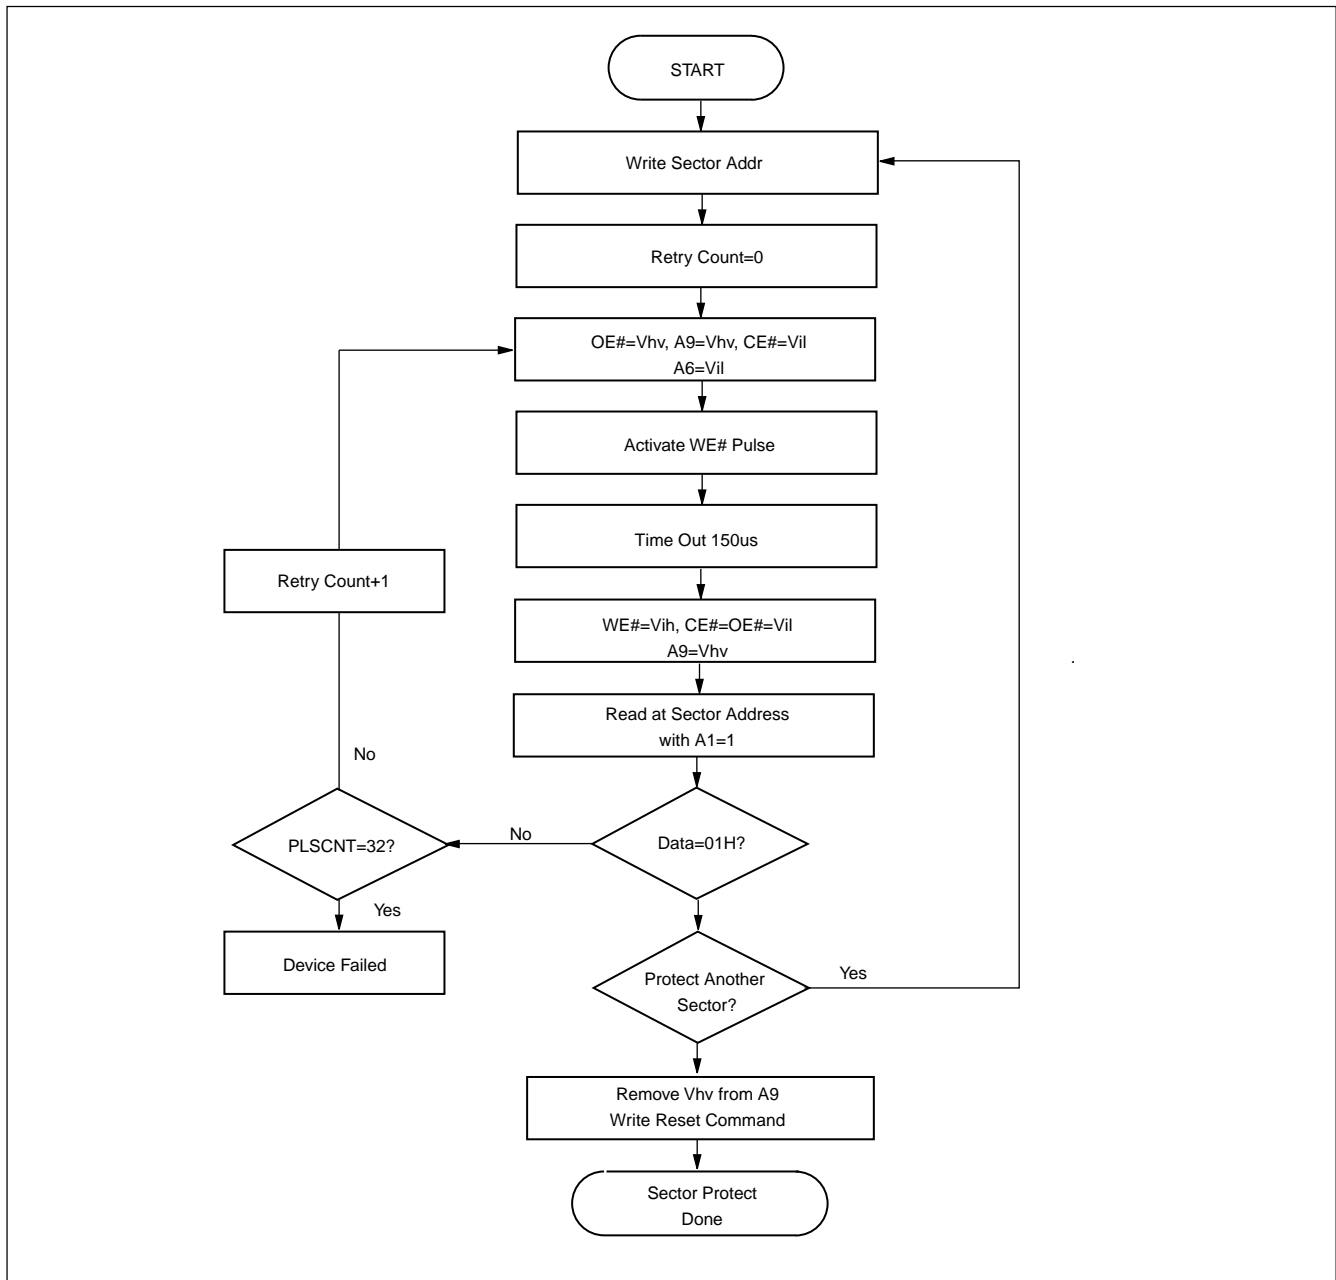 START
Write Sector Addr
Retry Count=0
OE#=Vhv, A9=Vhv, CE#=Vil
A6=Vil
Activate WE# Pulse
Time Out 150us
Retry Count+1
WE#=Vih, CE#=OE#=Vil
A9=Vhv
Read at Sector Address
with A1=1
No
PLSCNT=32?
No
Data=01H?
Yes
Device Failed
Protect Another
Sector?
Yes
Remove Vhv from A9
Write Reset Command
Sector Protect
Done